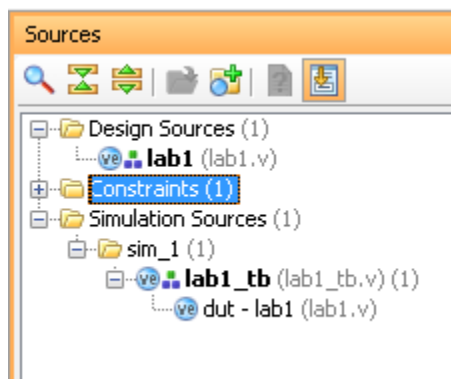 Sources
Design Sources (1)
lab1 (lab1.v)
Constraints (1)
Simulation Sources (1)
sim_1 (1)
lab1_tb (lab1_tb.v) (1)
dut - lab1 (lab1.v)